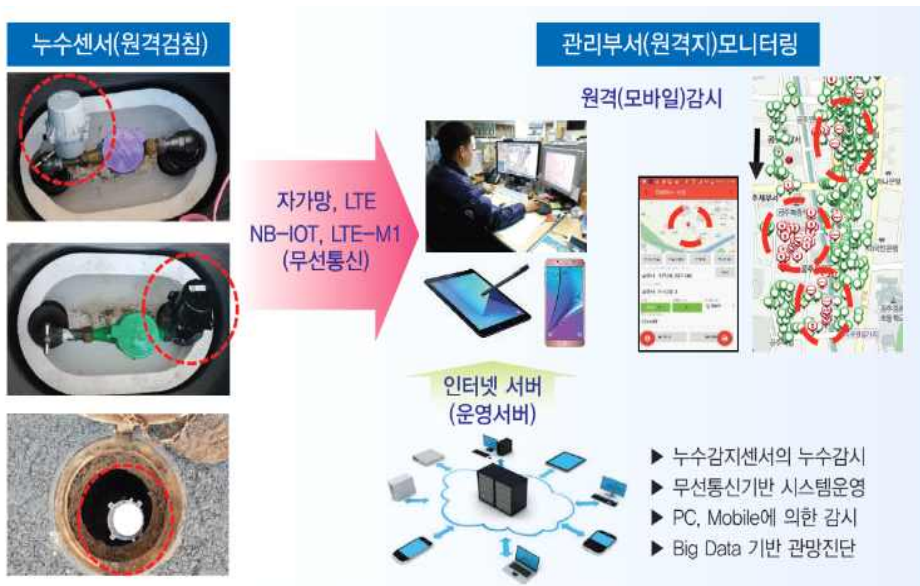 누수센서(원격검침)
관리부서(원격지)모니터링
원격(모바일)감시
자가망, LTE
NB-IOT, LTE-M1
(무선통신)
인터넷 서버
(운영서버)
▶ 누수감지센서의 누수감시
▶ 무선통신기반 시스템운영
▶ PC, Mobile에 의한 감시
▶ Big Data 기반 관망진단